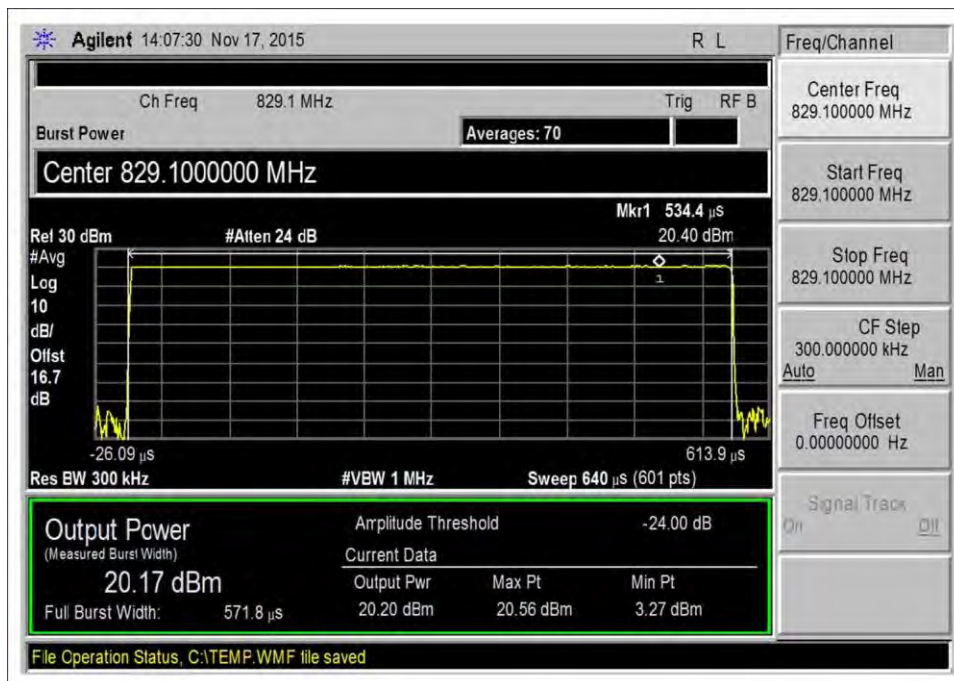 Agilent 14:07:30 Nov 17, 2015 R L
Freq/Channel
Ch Freq 829.1 MHz Trig RF B
Burst Power Averages: 70
Center 829.1000000 MHz
Mkr1 534.4 µs
Ref 30 dBm #Atten 24 dB 20.40 dBm
#Avg
Log
10
dB/
Offst
16.7
dB
1
-26.09 µs 613.9 µs
Res BW 300 kHz #VBW 1 MHz Sweep 640 µs (601 pts)
Output Power
(Measured Burst Width)
20.17 dBm
Full Burst Width: 571.8 µs
Amplitude Threshold -24.00 dB
Current Data
Output Pwr Max Pt Min Pt
20.20 dBm 20.56 dBm 3.27 dBm
File Operation Status, C:\TEMP.WMF file saved
Center Freq
829.100000 MHz
Start Freq
829.100000 MHz
Stop Freq
829.100000 MHz
CF Step
300.000000 kHz
Auto Man
Freq Offset
0.00000000 Hz
Signal Track
On Off